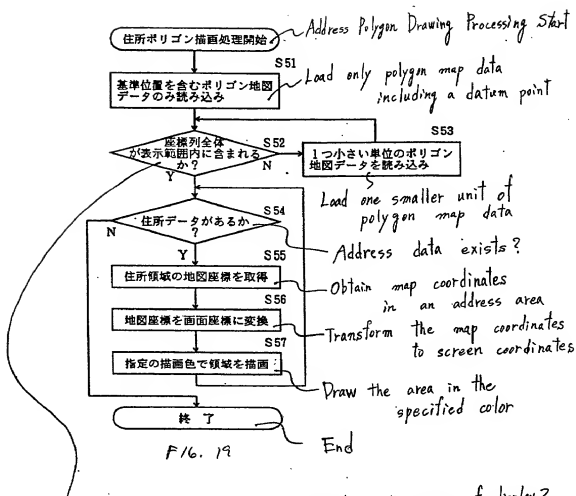 住所ポリゴン描画処理開始
Address Polygon Drawing Processing Start
S51
基準位置を含むポリゴン地図
データのみ読み込み
Load only polygon map data
including a datum point
座標列全体
が表示範囲内に含まれる
か?
S52
Y
N
S53
1つ小さい単位のポリゴン
地図データを読み込み
Load one smaller unit of
polygon map data
住所データがあるか
?
S54
N
Y
Address data exists?
S55
住所領域の地図座標を取得
Obtain map coordinates
in an address area
S56
地図座標を画面座標に変換
Transform the map coordinates
to screen coordinates
S57
指定の描画色で領域を描画
Draw the area in the
specified color
終了
End
FIG. 19